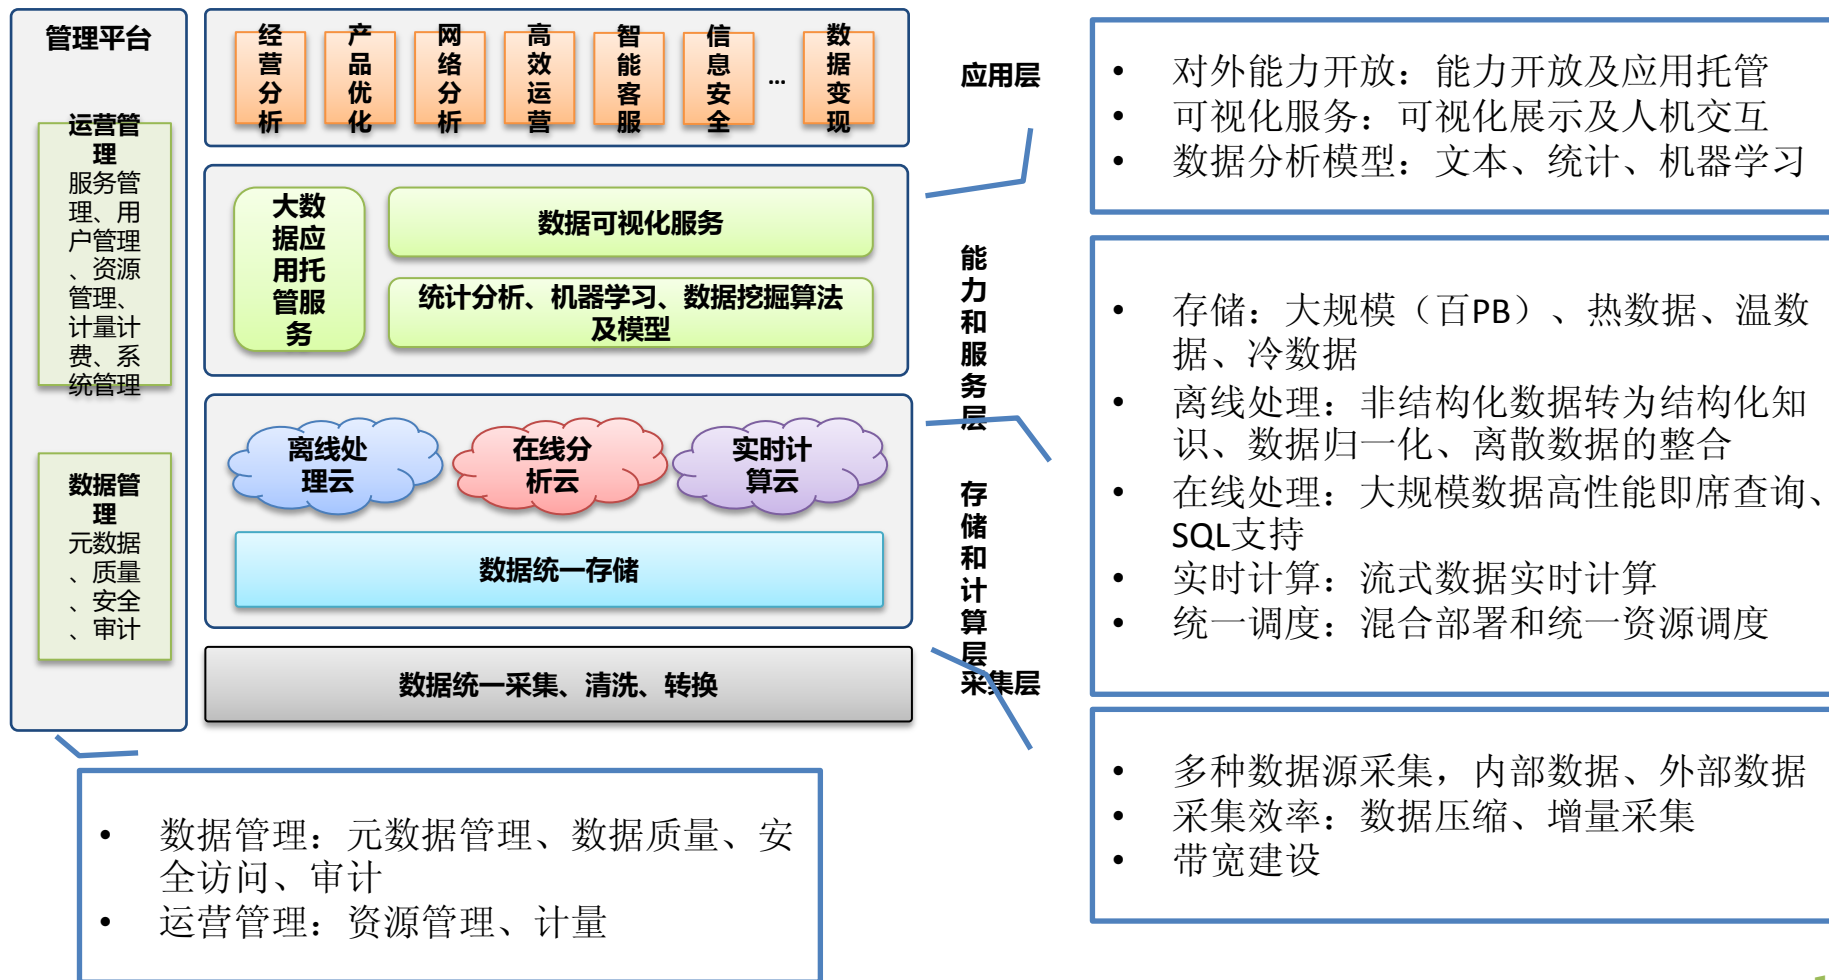 管理平台
运营管
理
服务管
理、用
户管理
、资源
管理、
计量计
费、系
统管理
数据管
理
元数据
、质量
、安全
、审计
经营分析
产品优化
网络分析
高效运营
智能客服
信息安全
...
数据变现
应用层
大数
据应
用托
管服
务
数据可视化服务
统计分析、机器学习、数据挖掘算法
及模型
能力和服务层
离线处
理云
在线分
析云
实时计
算云
数据统一存储
存储和计算层
数据统一采集、清洗、转换
采集层
• 对外能力开放：能力开放及应用托管
• 可视化服务：可视化展示及人机交互
• 数据分析模型：文本、统计、机器学习
• 存储：大规模（百PB）、热数据、温数
据、冷数据
• 离线处理：非结构化数据转为结构化知
识、数据归一化、离散数据的整合
• 在线处理：大规模数据高性能即席查询、
SQL支持
• 实时计算：流式数据实时计算
• 统一调度：混合部署和统一资源调度
• 多种数据源采集，内部数据、外部数据
• 采集效率：数据压缩、增量采集
• 带宽建设
• 数据管理：元数据管理、数据质量、安
全访问、审计
• 运营管理：资源管理、计量